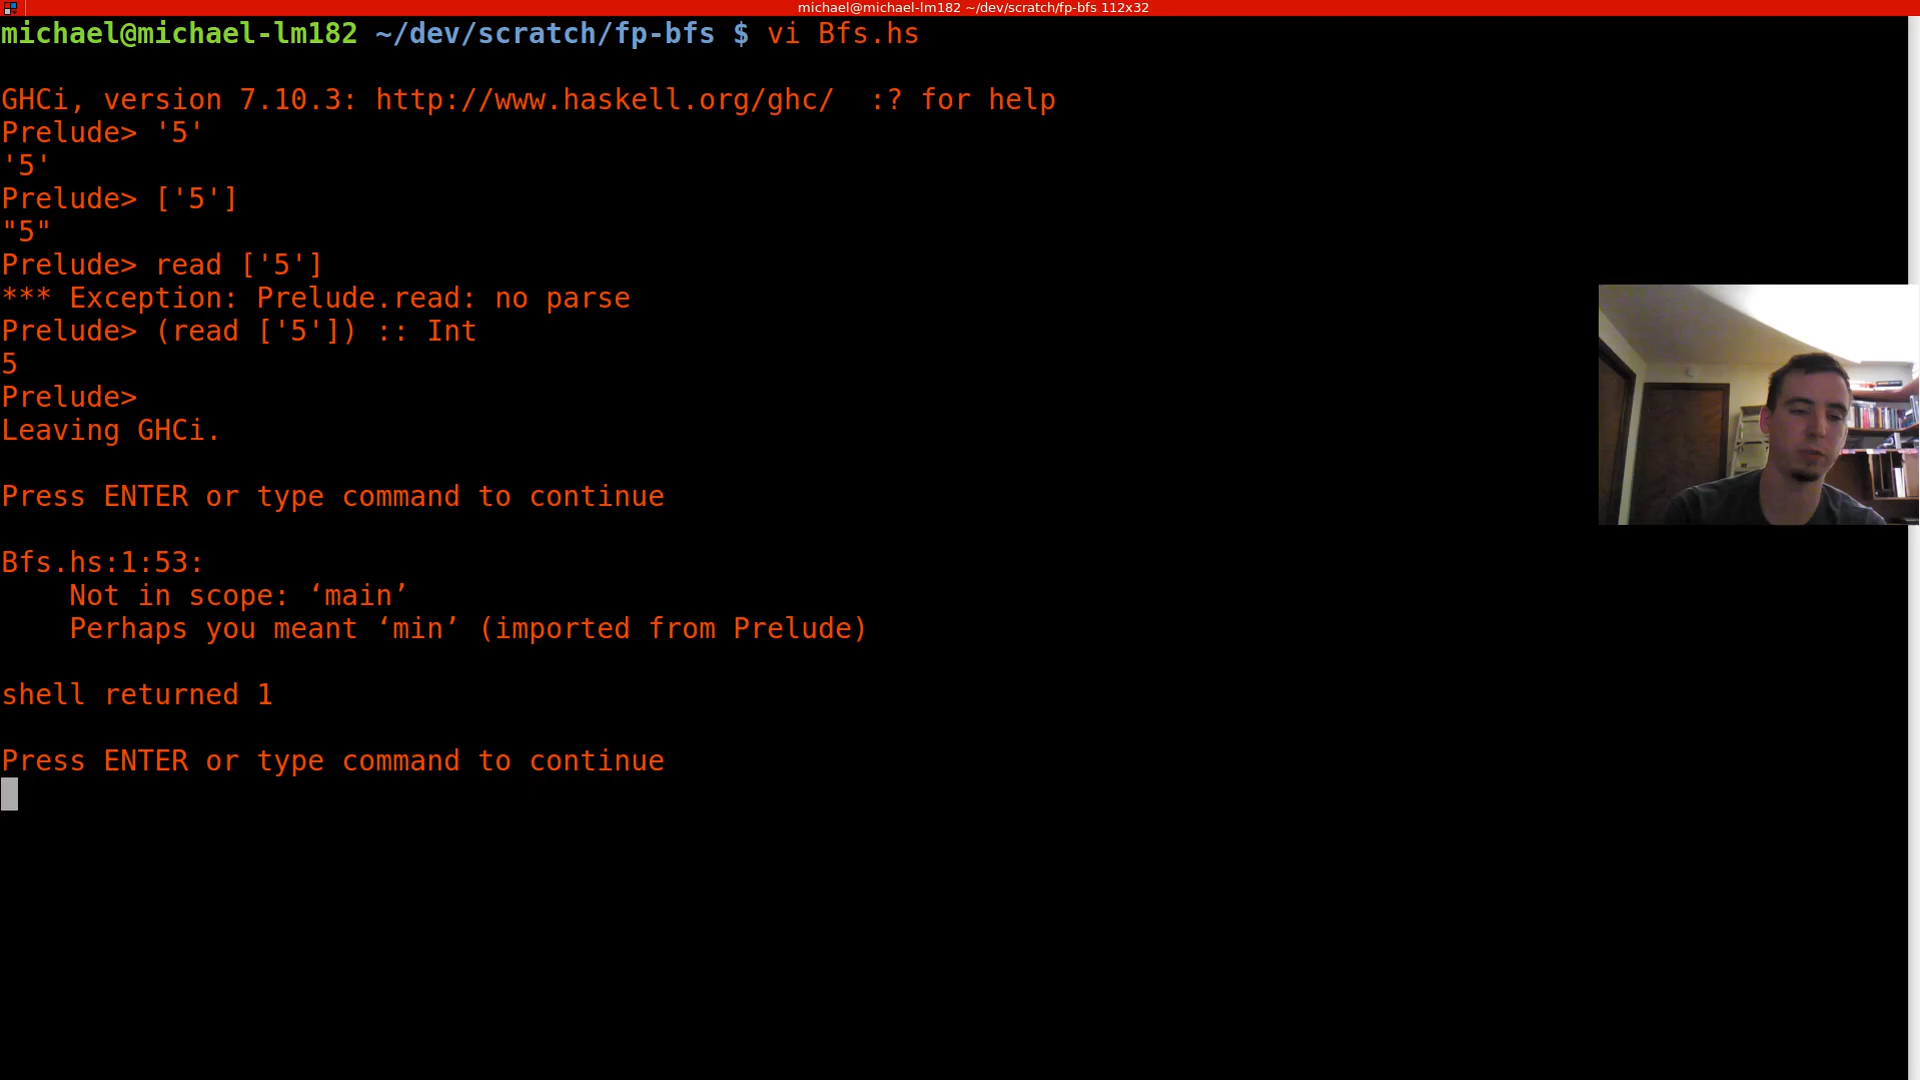 michael@michael-lm182 ~/dev/scratch/fp-bfs 112x32
michael@michael-lm182 ~/dev/scratch/fp-bfs $ vi Bfs.hs
GHCi, version 7.10.3: http://www.haskell.org/ghc/  :? for help
Prelude> '5'
'5'
Prelude> ['5']
"5"
Prelude> read ['5']
*** Exception: Prelude.read: no parse
Prelude> (read ['5']) :: Int
5
Prelude>
Leaving GHCi.
Press ENTER or type command to continue
Bfs.hs:1:53:
    Not in scope: ‘main’
    Perhaps you meant ‘min’ (imported from Prelude)
shell returned 1
Press ENTER or type command to continue